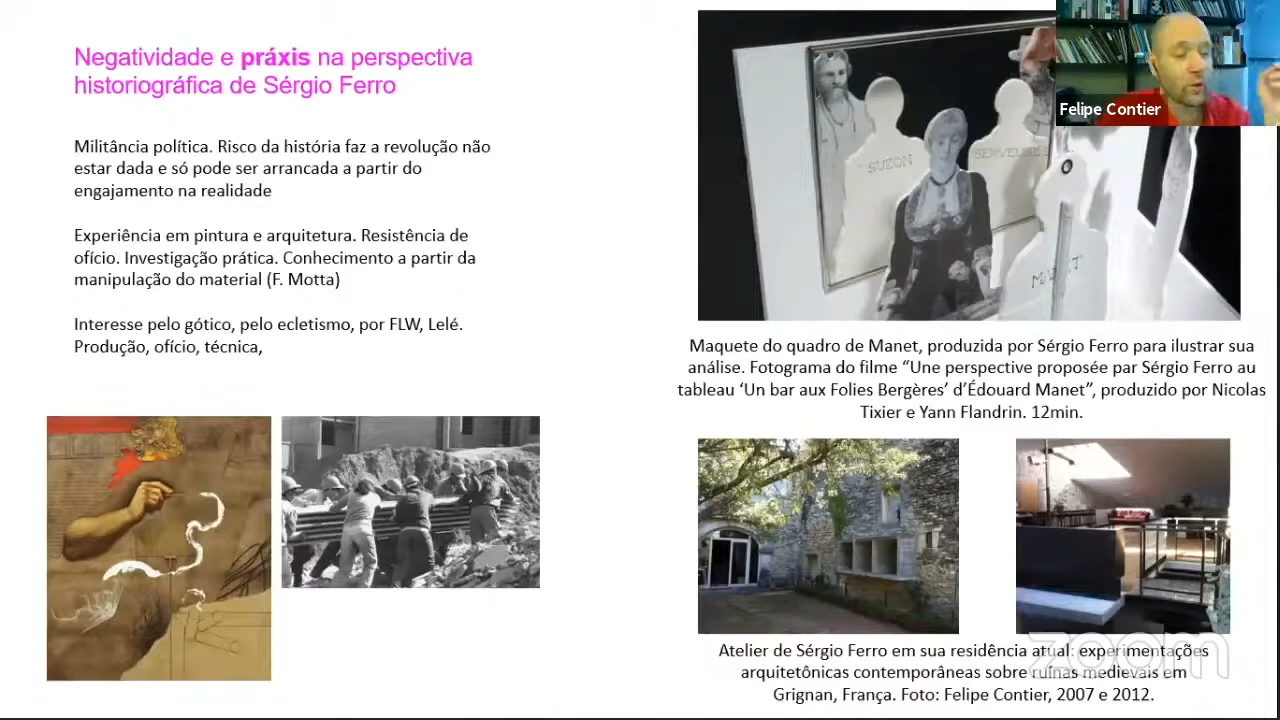 Negatividade e práxis na perspectiva
historiográfica de Sérgio Ferro
Militância política. Risco da história faz a revolução não
estar dada e só pode ser arrancada a partir do
engajamento na realidade
Experiência em pintura e arquitetura. Resistência de
ofício. Investigação prática. Conhecimento a partir da
manipulação do material (F. Motta)
Interesse pelo gótico, pelo ecletismo, por FLW, Lelé.
Produção, ofício, técnica,
SUZON
SERVEUSE
Felipe Contier
Maquete do quadro de Manet, produzida por Sérgio Ferro para ilustrar sua
análise. Fotograma do filme “Une perspective proposée par Sérgio Ferro au
tableau ‘Un bar aux Folies Bergères’ d’Édouard Manet”, produzido por Nicolas
Tixier e Yann Flandrin. 12min.
Atelier de Sérgio Ferro em sua residência atual: experimentações
arquitetônicas contemporâneas sobre ruínas medievais em
Grignan, França. Foto: Felipe Contier, 2007 e 2012.
zoom